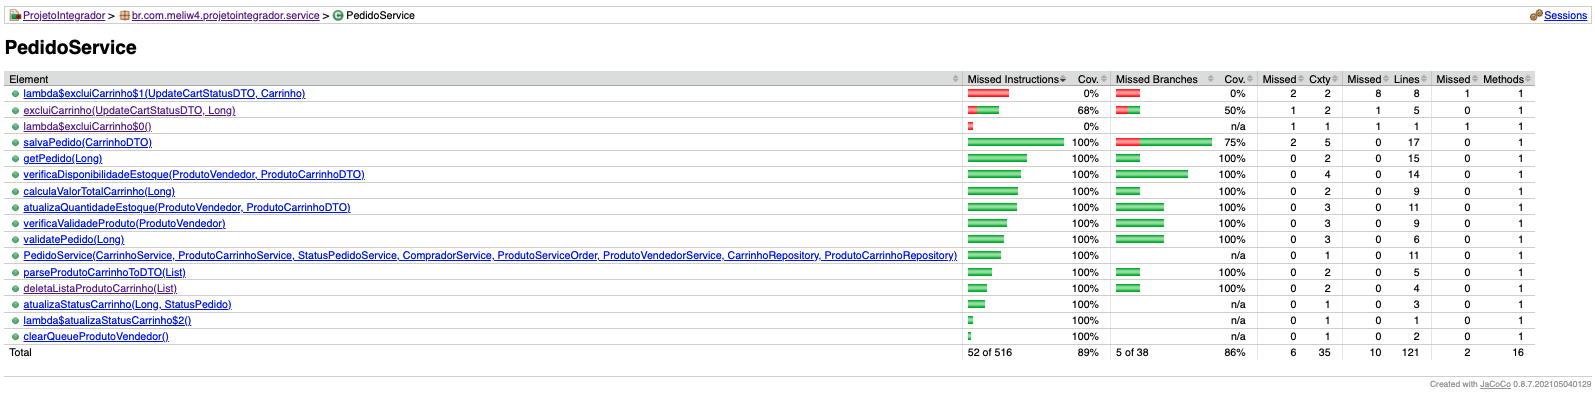 ProjetoIntegrador > br.com.meliw4.projetointegrador.service > PedidoService Sessions
PedidoService
Element Missed Instructions Cov. Missed Branches Cov. Missed Cxty Missed Lines Missed Methods
lambda$excluiCarrinho$1(UpdateCartStatusDTO, Carrinho) 0% 0% 2 2 8 8 1 1
excluiCarrinho(UpdateCartStatusDTO, Long) 68% 50% 1 2 1 5 0 1
lambda$excluiCarrinho$0() 0% n/a 1 1 1 1 1 1
salvaPedido(CarrinhoDTO) 100% 75% 2 5 0 17 0 1
getPedido(Long) 100% 100% 0 2 0 15 0 1
verificaDisponibilidadeEstoque(ProdutoVendedor, ProdutoCarrinhoDTO) 100% 100% 0 4 0 14 0 1
calculaValorTotalCarrinho(Long) 100% 100% 0 2 0 9 0 1
atualizaQuantidadeEstoque(ProdutoVendedor, ProdutoCarrinhoDTO) 100% 100% 0 3 0 11 0 1
verificaValidadeProduto(ProdutoVendedor) 100% 100% 0 3 0 9 0 1
validatePedido(Long) 100% 100% 0 3 0 6 0 1
PedidoService(CarrinhoService, ProdutoCarrinhoService, StatusPedidoService, CompradorService, ProdutoServiceOrder, ProdutoVendedorService, CarrinhoRepository, ProdutoCarrinhoRepository) 100% n/a 0 1 0 11 0 1
parseProdutoCarrinhoToDTO(List) 100% 100% 0 2 0 5 0 1
deletaListaProdutoCarrinho(List) 100% 100% 0 2 0 4 0 1
atualizaStatusCarrinho(Long, StatusPedido) 100% n/a 0 1 0 3 0 1
lambda$atualizaStatusCarrinho$2() 100% n/a 0 1 0 1 0 1
clearQueueProdutoVendedor() 100% n/a 0 1 0 2 0 1
Total 52 of 516 89% 5 of 38 86% 6 35 10 121 2 16
Created with JaCoCo 0.8.7.202105040129